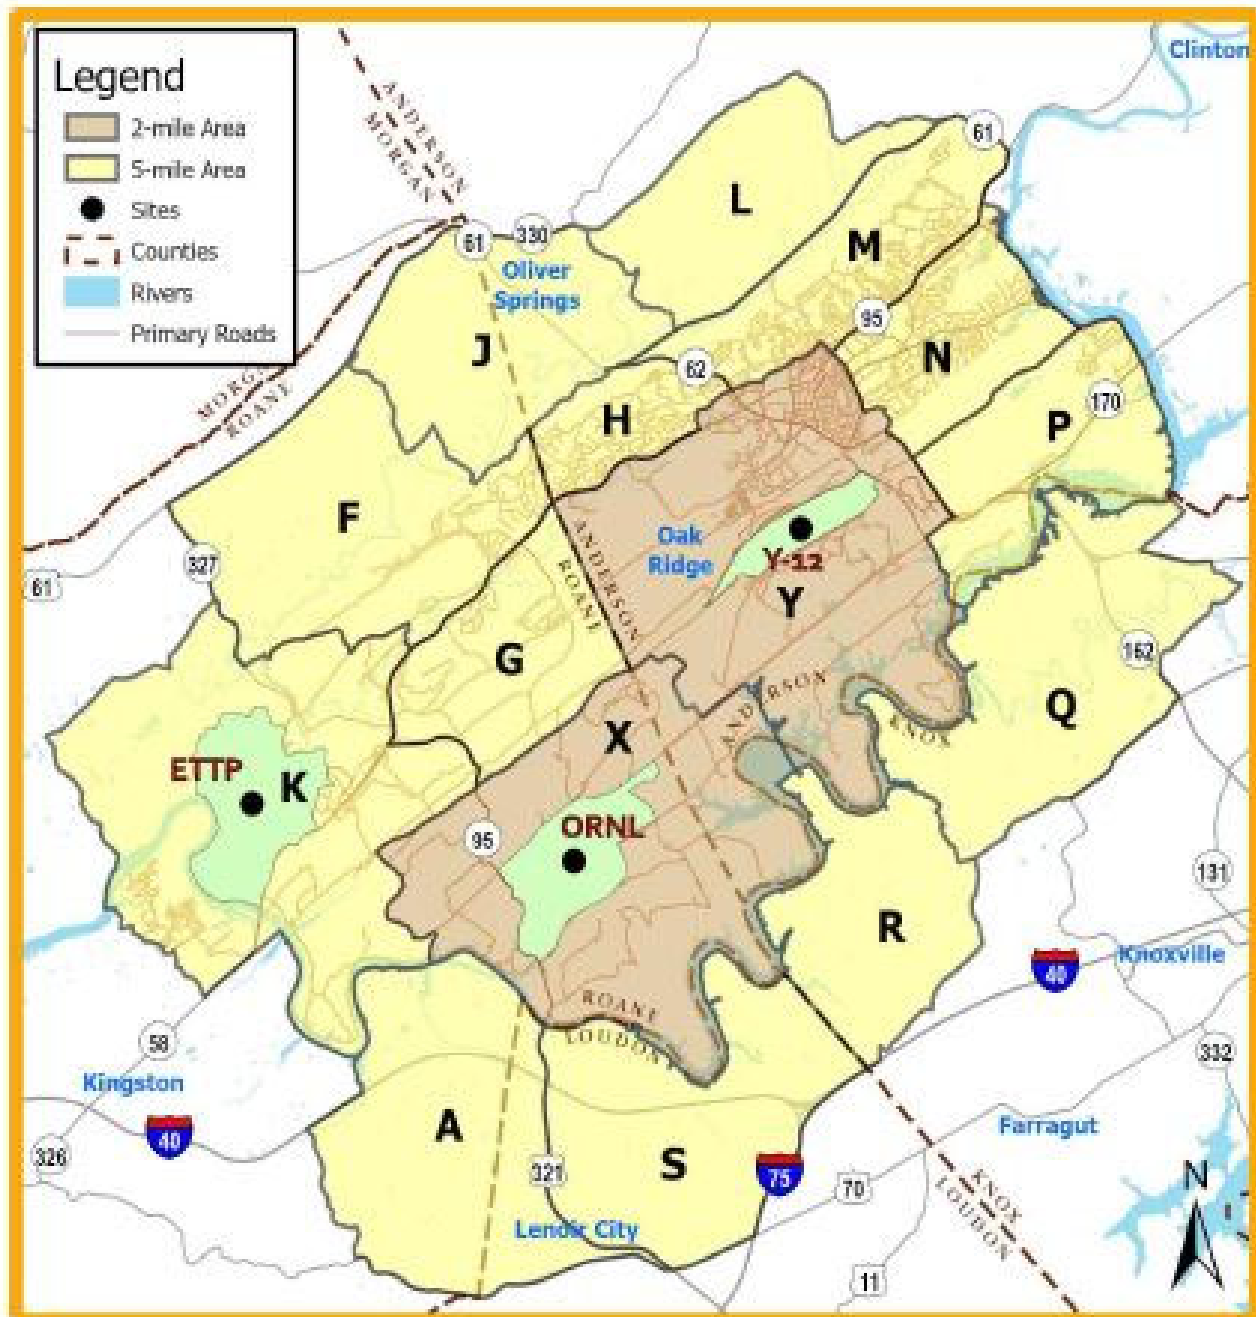 Legend
2-mile Area
5-mile Area
Sites
Counties
Rivers
Primary Roads
Clinton
ANDERSON
MORGAN
61
61
330
Oliver
Springs
L
M
J
95
62
N
H
170
P
MORGAN
ROANE
F
327
61
Oak
Ridge
ANDERSON
ROANE
Y-12
Y
G
162
ANDERSON
KNOX
Q
X
ETTP
K
ORNL
95
131
R
40
Knoxville
ROANE
LOUDON
58
332
Kingston
A
40
Farragut
326
S
321
75
70
N
KNOX
LOUDON
Lenoir City
11